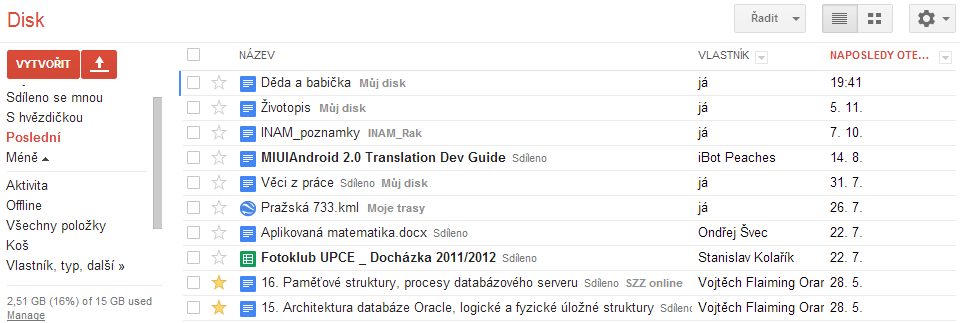 Disk
Řadit
VYTVOŘIT
NÁZEV VLASTNÍK NAPOSLEDY OTE...
Sdíleno se mnou
S hvězdičkou
Poslední
Méně
Aktivita
Offline
Všechny položky
Koš
Vlastník, typ, další »
2,51 GB (16%) of 15 GB used
Manage
Děda a babička Můj disk já 19:41
Životopis Můj disk já 5. 11.
INAM_poznamky INAM_Rak já 7. 10.
MIUIAndroid 2.0 Translation Dev Guide Sdíleno iBot Peaches 14. 8.
Věci z práce Sdíleno Můj disk já 31. 7.
Pražská 733.kml Moje trasy já 26. 7.
Aplikovaná matematika.docx Sdíleno Ondřej Švec 22. 7.
Fotoklub UPCE _ Docházka 2011/2012 Sdíleno Stanislav Kolařík 22. 7.
16. Paměťové struktury, procesy databázového serveru Sdíleno SZZ online Vojtěch Flaiming Oran 28. 5.
15. Architektura databáze Oracle, logické a fyzické úložné struktury Sdíleno Vojtěch Flaiming Oran 28. 5.